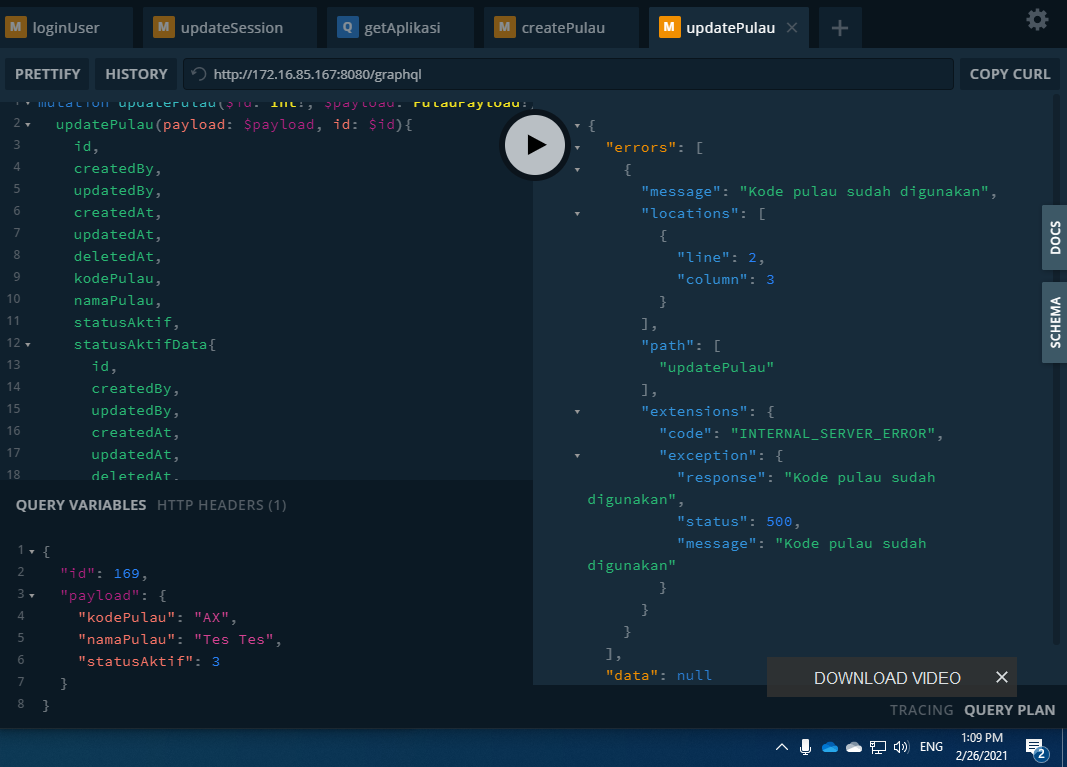 M loginUser M updateSession Q getAplikasi M createPulau M updatePulau
PRETTIFY HISTORY http://172.16.85.167:8080/graphql COPY CURL
1 mutation updatePulau($id: Int!, $payload: PulauPayload!
2 updatePulau(payload: $payload, id: $id){
3 id,
4 createdBy,
5 updatedBy,
6 createdAt,
7 updatedAt,
8 deletedAt,
9 kodePulau,
10 namaPulau,
11 statusAktif,
12 statusAktifData{
13 id,
14 createdBy,
15 updatedBy,
16 createdAt,
17 updatedAt,
18 deletedAt,
QUERY VARIABLES HTTP HEADERS (1)
1 {
2 "id": 169,
3 "payload": {
4 "kodePulau": "AX",
5 "namaPulau": "Tes Tes",
6 "statusAktif": 3
7 }
8 }
{
"errors": [
{
"message": "Kode pulau sudah digunakan",
"locations": [
{
"line": 2,
"column": 3
}
],
"path": [
"updatePulau"
],
"extensions": {
"code": "INTERNAL_SERVER_ERROR",
"exception": {
"response": "Kode pulau sudah
digunakan",
"status": 500,
"message": "Kode pulau sudah
digunakan"
}
}
}
],
"data": null
DOCS
SCHEMA
DOWNLOAD VIDEO
TRACING QUERY PLAN
ENG
1:09 PM
2/26/2021
2